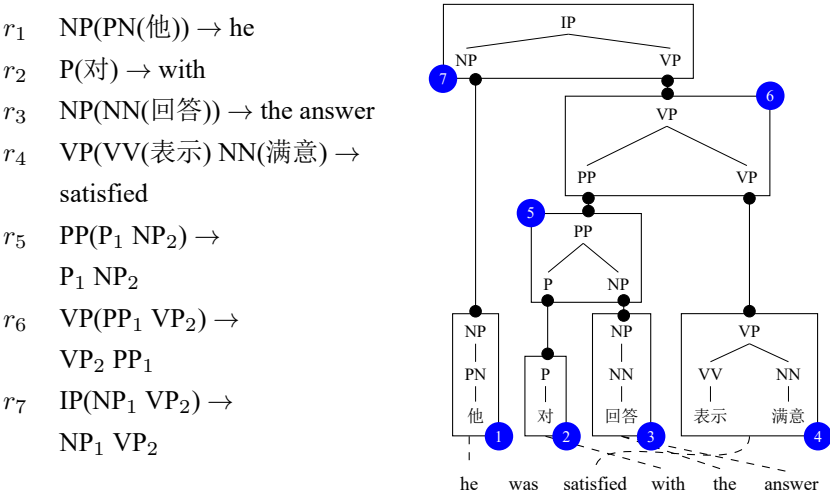 r1 NP(PN(他)) → he
r2 P(对) → with
r3 NP(NN(回答)) → the answer
r4 VP(VV(表示) NN(满意) →
satisfied
r5 PP(P1 NP2) →
P1 NP2
r6 VP(PP1 VP2) →
VP2 PP1
r7 IP(NP1 VP2) →
NP1 VP2
IP
NP VP
7
6
VP
PP VP
5
PP
P NP
NP P NP VP
PN NN VV NN
他 对 回答 表示 满意
1 2 3 4
he was satisfied with the answer